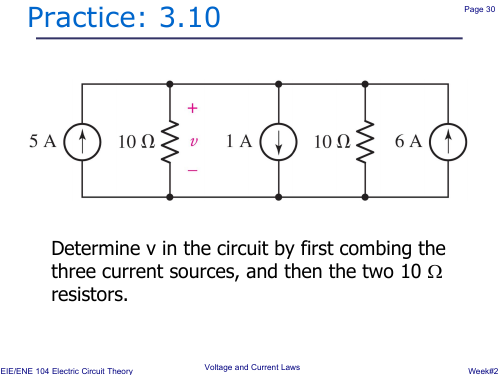 Practice: 3.10
Page 30
+
5 A
10 Ω
v
1 A
10 Ω
6 A
–
Determine v in the circuit by first combing the
three current sources, and then the two 10 Ω
resistors.
EIE/ENE 104 Electric Circuit Theory
Voltage and Current Laws
Week#2